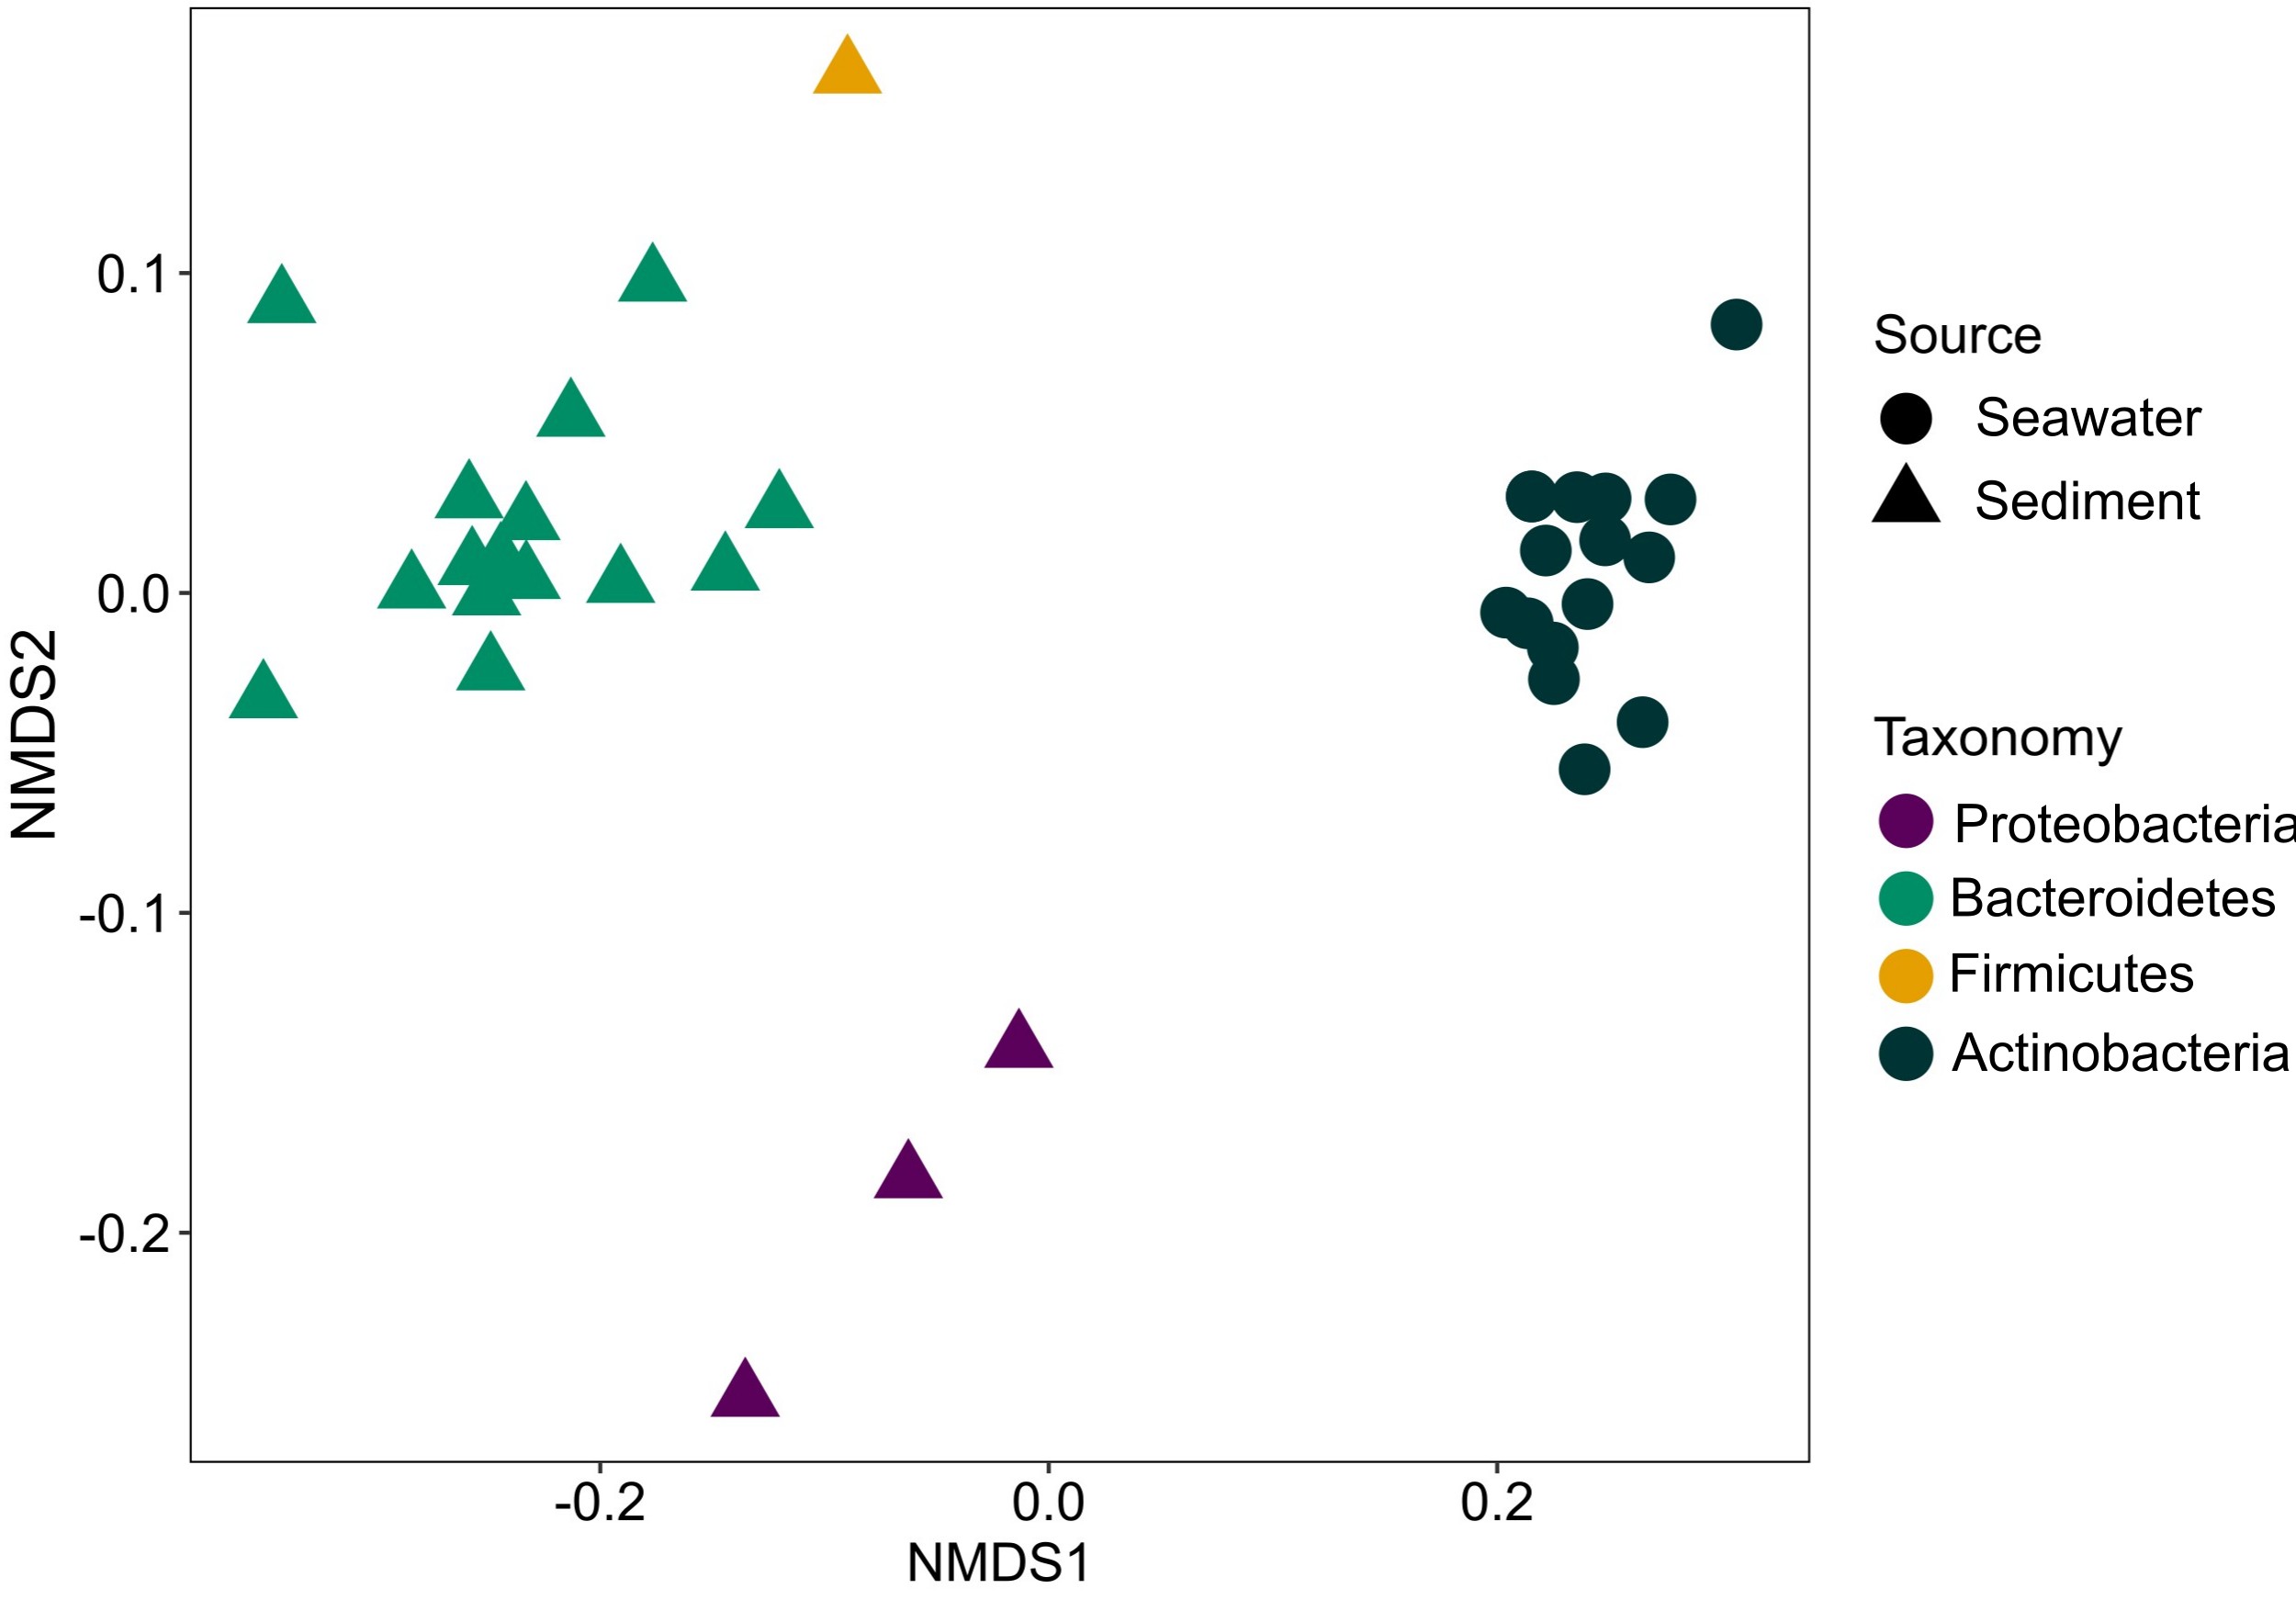 0.1
0.0
-0.1
-0.2
NMDS2
-0.2 0.0 0.2
NMDS1
Source
Seawater
Sediment
Taxonomy
Proteobacteria
Bacteroidetes
Firmicutes
Actinobacteria